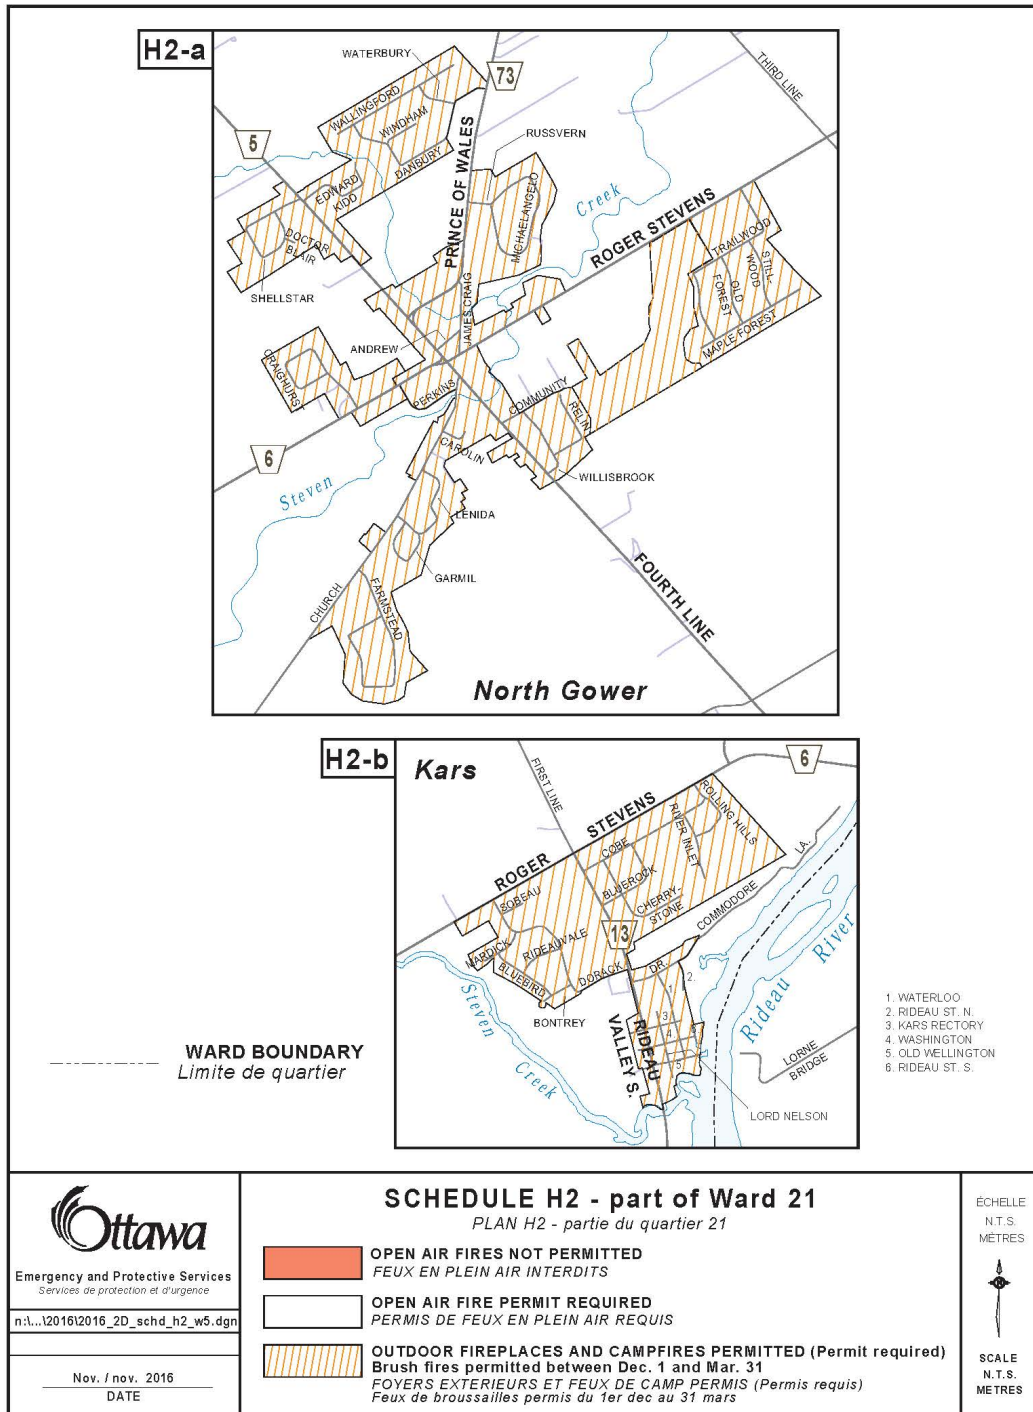 H2-a
WATERBURY
73
THIRD LINE
WALLINGFORD
WINDHAM
RUSSVERN
5
DANBURY
PRINCE OF WALES
EDWARD
KIDD
MICHAELANGELO
Creek
ROGER STEVENS
DOCTOR
BLAIR
TRAILWOOD
STILL-
WOOD
OLD
FOREST
SHELLSTAR
JAMES CRAIG
ANDREW
MAPLE FOREST
CRAIGHURST
PERKINS
COMMUNITY
RELIN
CAROLIN
6
WILLISBROOK
Steven
LENIDA
GARMIL
FOURTH LINE
CHURCH
FARMSTEAD
North Gower
H2-b
Kars
FIRST LINE
6
ROGER
STEVENS
ROLLING HILLS
RIVER INLET
COBE
BLUEROCK
CHERRY-
STONE
COMMODORE
LA.
SOBEAU
13
NARDICK
RIDEAUVALE
BLUEBIRD
DORACK
DR.
BONTREY
Steven
Creek
RIDEAU
VALLEY S.
1.
2.
3.
4.
5.
6.
Rideau River
LORNE
BRIDGE
LORD NELSON
1. WATERLOO
2. RIDEAU ST. N.
3. KARS RECTORY
4. WASHINGTON
5. OLD WELLINGTON
6. RIDEAU ST. S.
WARD BOUNDARY
Limite de quartier
Ottawa
Emergency and Protective Services
Services de protection et d'urgence
n:\...\2016\2016_2D_schd_h2_w5.dgn
Nov. / nov. 2016
DATE
SCHEDULE H2 - part of Ward 21
PLAN H2 - partie du quartier 21
OPEN AIR FIRES NOT PERMITTED
FEUX EN PLEIN AIR INTERDITS
OPEN AIR FIRE PERMIT REQUIRED
PERMIS DE FEUX EN PLEIN AIR REQUIS
OUTDOOR FIREPLACES AND CAMPFIRES PERMITTED (Permit required)
Brush fires permitted between Dec. 1 and Mar. 31
FOYERS EXTERIEURS ET FEUX DE CAMP PERMIS (Permis requis)
Feux de broussailles permis du 1er dec au 31 mars
ÉCHELLE
N.T.S.
MÈTRES
SCALE
N.T.S.
METRES